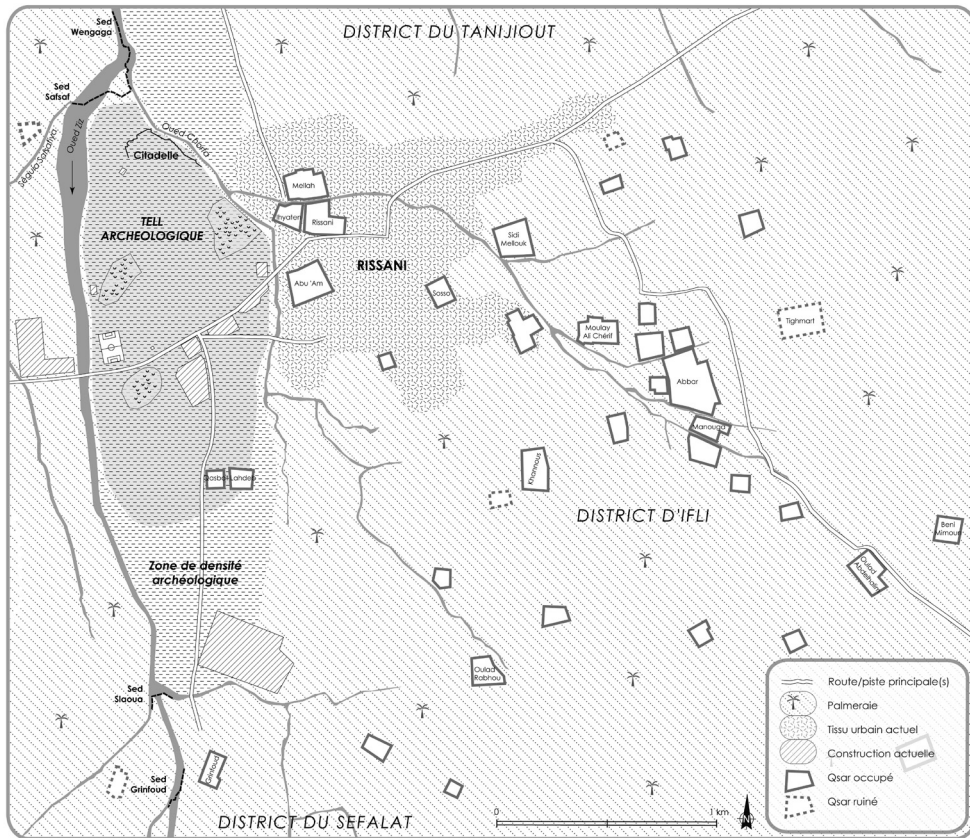 Sed
Wengaga
DISTRICT DU TANIJIOUT
Sed
Safsaf
Séguia Safsafiya
Oued Ziz
Oued Chorfa
Citadelle
Mellah
Rissani
TELL
ARCHEOLOGIQUE
Sidi
Mellouk
RISSANI
Abu 'Am
Sosso
Tighmart
Moulay
Ali Chérif
Abbar
Manouga
Khannous
Lahdeb
DISTRICT D'IFLI
Beni
Mimoun
Zone de densité
archéologique
Oulad
Abdelhalim
Oulad
Rabhou
Sed
Slaoua
Sed
Grinfoud
DISTRICT DU SEFALAT
0
1 km
N
Route/piste principale(s)
Palmeraie
Tissu urbain actuel
Construction actuelle
Qsar occupé
Qsar ruiné